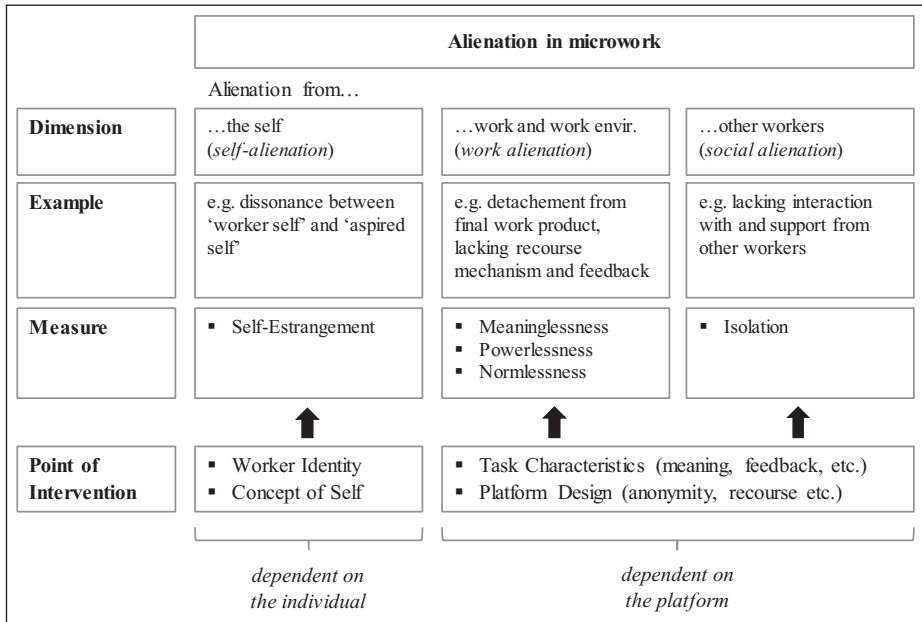 Alienation in microwork
Alienation from…
Dimension
…the self
(self-alienation)
…work and work envir.
(work alienation)
…other workers
(social alienation)
Example
e.g. dissonance between
‘worker self’ and ‘aspired
self’
e.g. detachement from
final work product,
lacking recourse
mechanism and feedback
e.g. lacking interaction
with and support from
other workers
Measure
▪ Self-Estrangement
▪ Meaninglessness
▪ Powerlessness
▪ Normlessness
▪ Isolation
Point of
Intervention
▪ Worker Identity
▪ Concept of Self
▪ Task Characteristics (meaning, feedback, etc.)
▪ Platform Design (anonymity, recourse etc.)
dependent on
the individual
dependent on
the platform